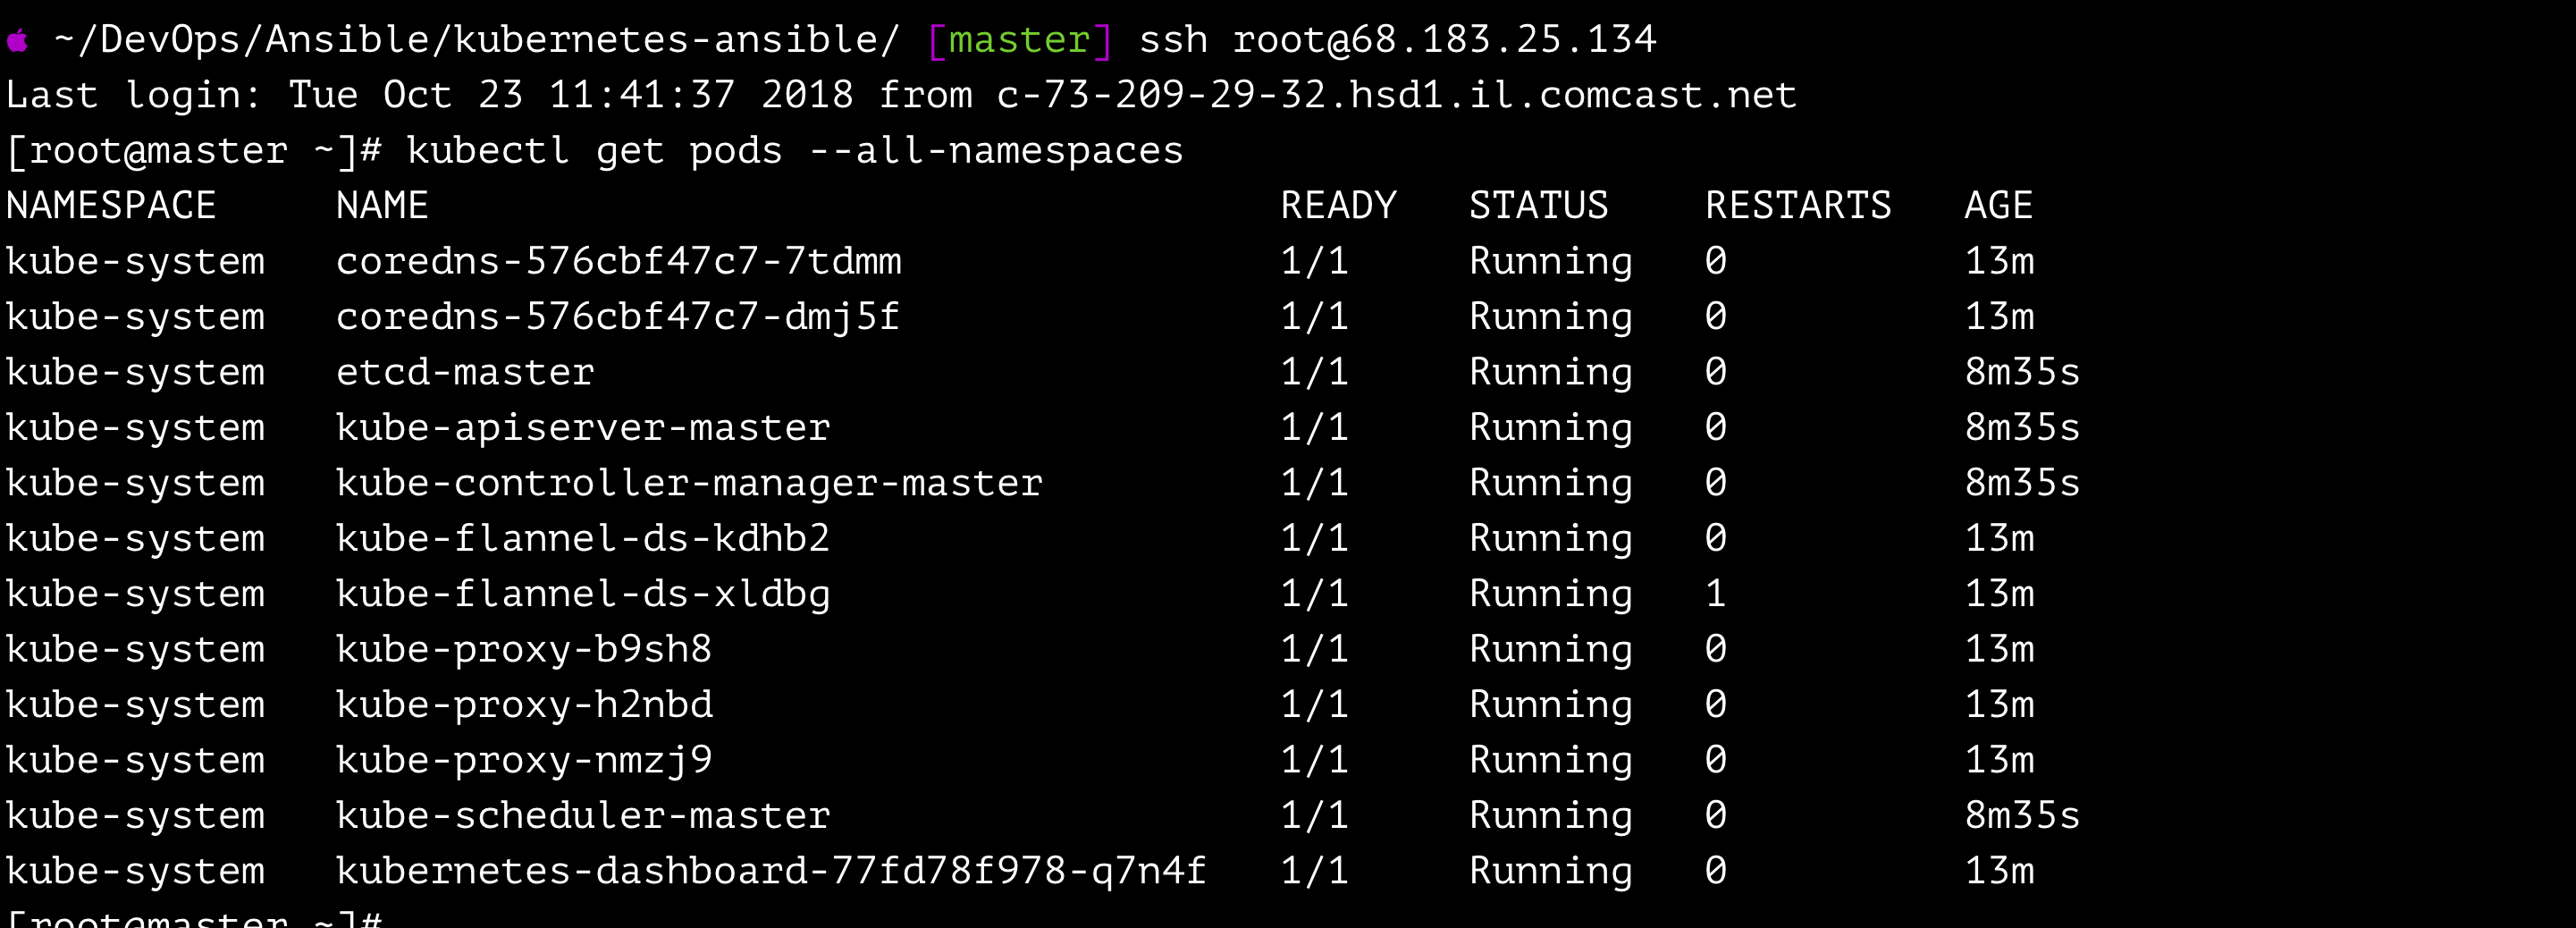 ~/DevOps/Ansible/kubernetes-ansible/ [master] ssh root@68.183.25.134
Last login: Tue Oct 23 11:41:37 2018 from c-73-209-29-32.hsd1.il.comcast.net
[root@master ~]# kubectl get pods --all-namespaces
NAMESPACE     NAME                                    READY   STATUS    RESTARTS   AGE
kube-system   coredns-576cbf47c7-7tdmm                1/1     Running   0          13m
kube-system   coredns-576cbf47c7-dmj5f                1/1     Running   0          13m
kube-system   etcd-master                             1/1     Running   0          8m35s
kube-system   kube-apiserver-master                   1/1     Running   0          8m35s
kube-system   kube-controller-manager-master          1/1     Running   0          8m35s
kube-system   kube-flannel-ds-kdhb2                   1/1     Running   0          13m
kube-system   kube-flannel-ds-xldbg                   1/1     Running   1          13m
kube-system   kube-proxy-b9sh8                        1/1     Running   0          13m
kube-system   kube-proxy-h2nbd                        1/1     Running   0          13m
kube-system   kube-proxy-nmzj9                        1/1     Running   0          13m
kube-system   kube-scheduler-master                   1/1     Running   0          8m35s
kube-system   kubernetes-dashboard-77fd78f978-q7n4f   1/1     Running   0          13m
[root@master ~]#